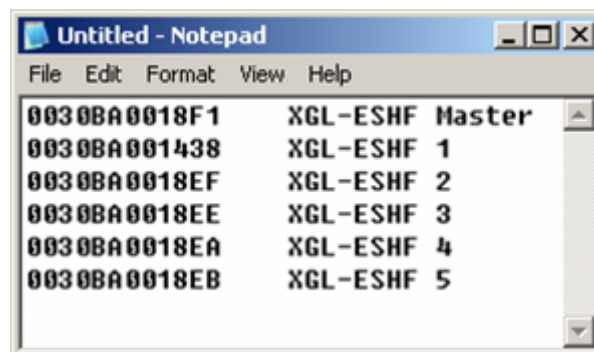 Untitled - Notepad
File Edit Format View Help
0030BA0018F1 XGL-ESHF Master
0030BA001438 XGL-ESHF 1
0030BA0018EF XGL-ESHF 2
0030BA0018EE XGL-ESHF 3
0030BA0018EA XGL-ESHF 4
0030BA0018EB XGL-ESHF 5